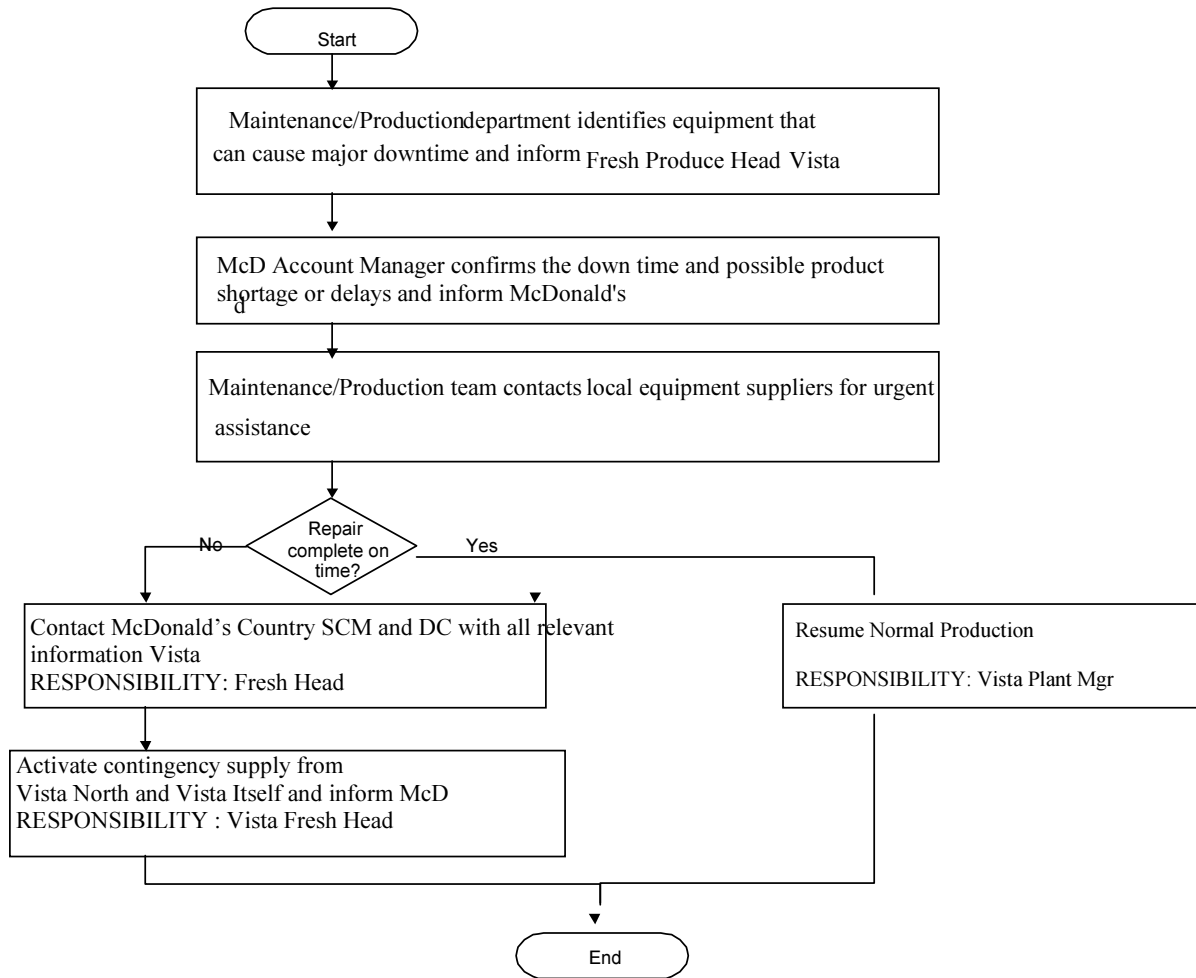 Start
Maintenance/Productiondepartment identifies equipment that
can cause major downtime and inform Fresh Produce Head Vista
McD Account Manager confirms the down time and possible product
shortage or delays and inform McDonald's
d
Maintenance/Production team contacts local equipment suppliers for urgent
assistance
Repair
complete on
time?
No
Yes
Contact McDonald’s Country SCM and DC with all relevant
information Vista
RESPONSIBILITY: Fresh Head
Resume Normal Production
RESPONSIBILITY: Vista Plant Mgr
Activate contingency supply from
Vista North and Vista Itself and inform McD
RESPONSIBILITY : Vista Fresh Head
End